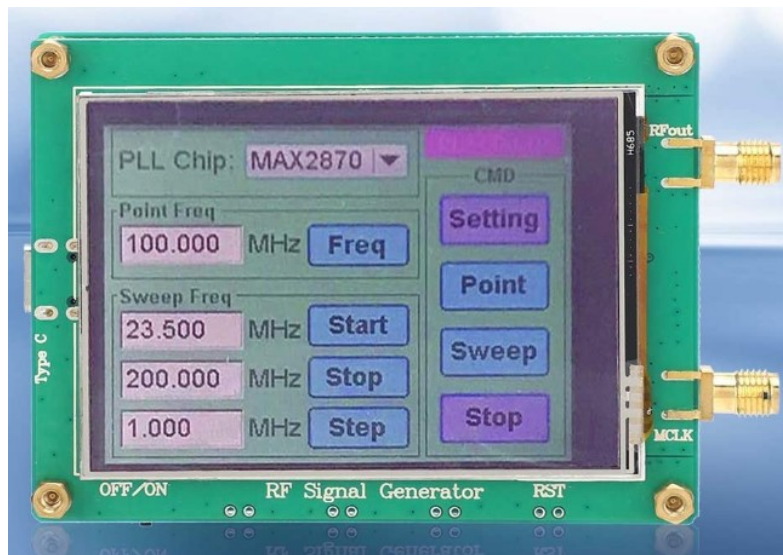 PLL Chip: MAX2870
CMD
Setting
Point
Sweep
Stop
Point Freq
100.000 MHz Freq
Sweep Freq
23.500 MHz Start
200.000 MHz Stop
1.000 MHz Step
H685
RFout
MCLK
Type C
OFF/ON RF Signal Generator RST